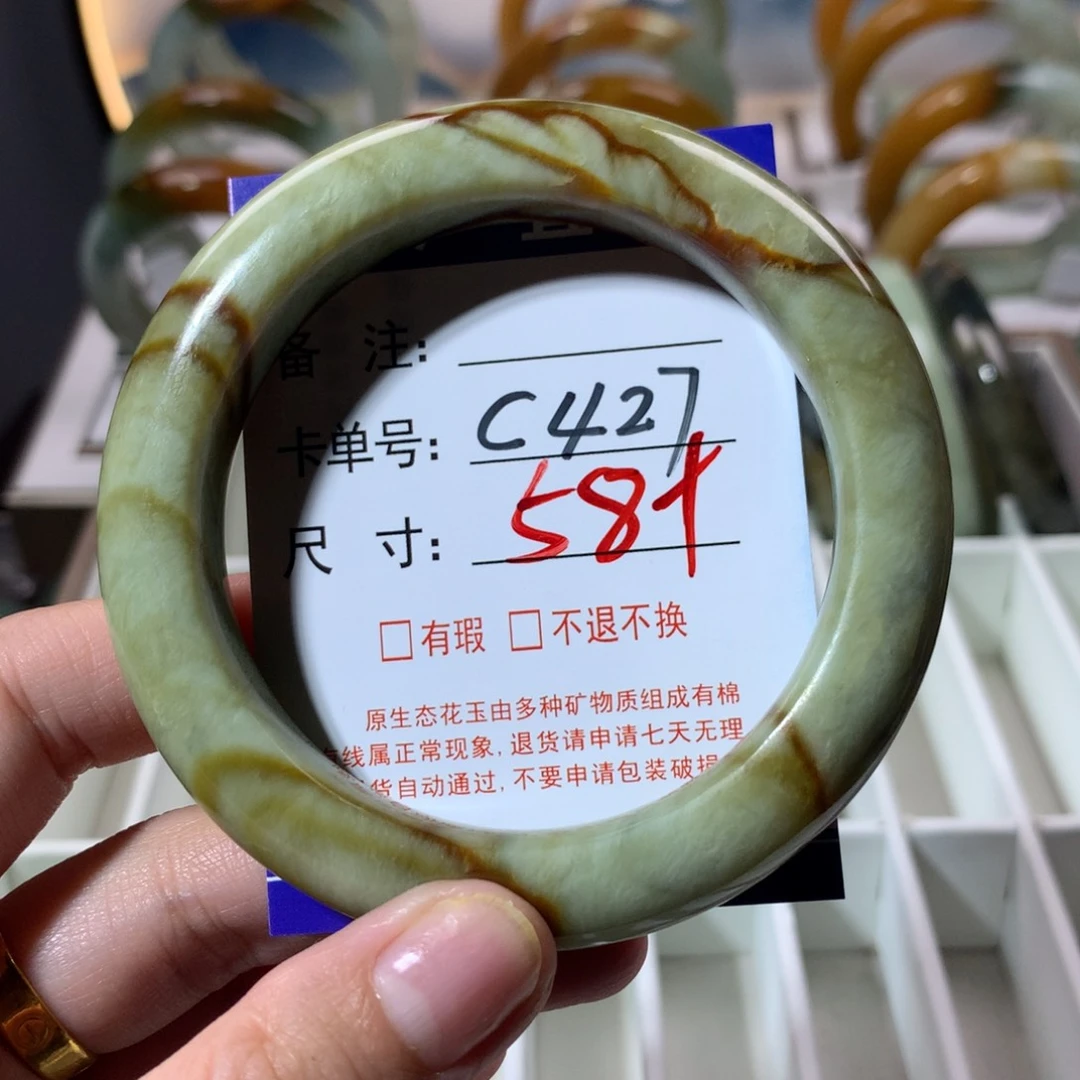 备 注:
卡单号: C427
尺 寸: 58+
□有瑕 □不退不换
原生态花玉由多种矿物质组成有棉
线属正常现象,退货请申请七天无理
货自动通过,不要申请包装破损